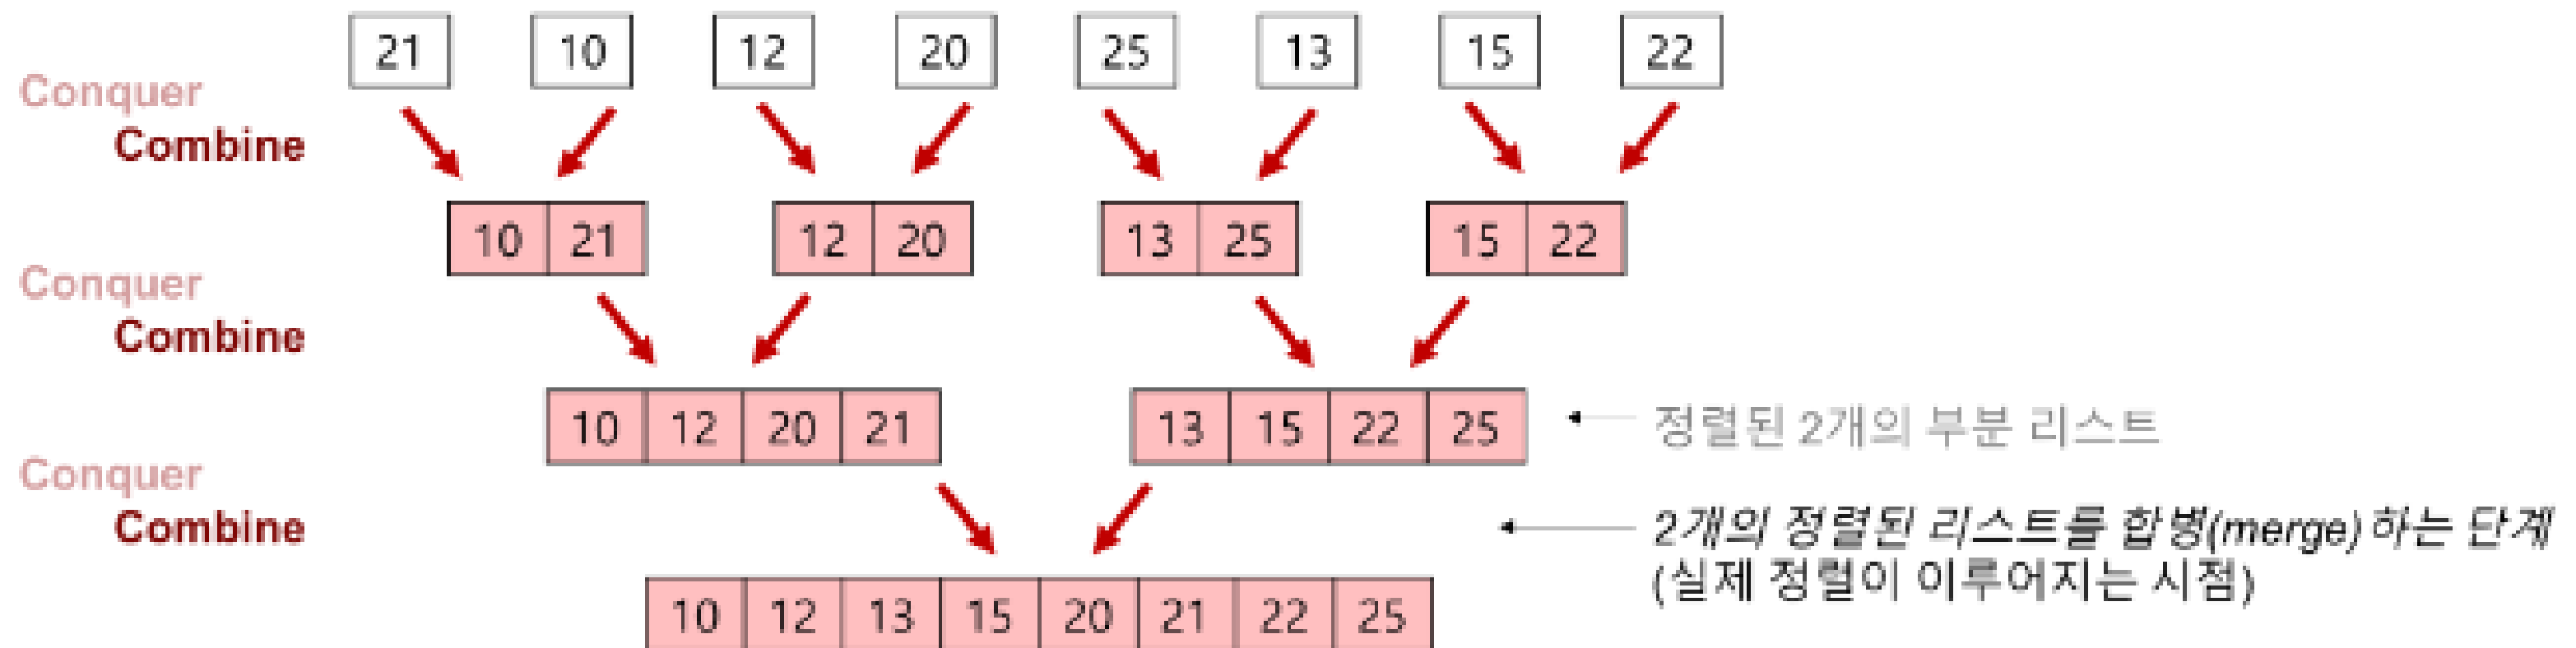 21 10 12 20 25 13 15 22
Conquer
Combine
10 21 12 20 13 25 15 22
Conquer
Combine
10 12 20 21 13 15 22 25
정렬된 2개의 부분 리스트
Conquer
Combine
2개의 정렬된 리스트를 합병(merge)하는 단계
(실제 정렬이 이루어지는 시점)
10 12 13 15 20 21 22 25